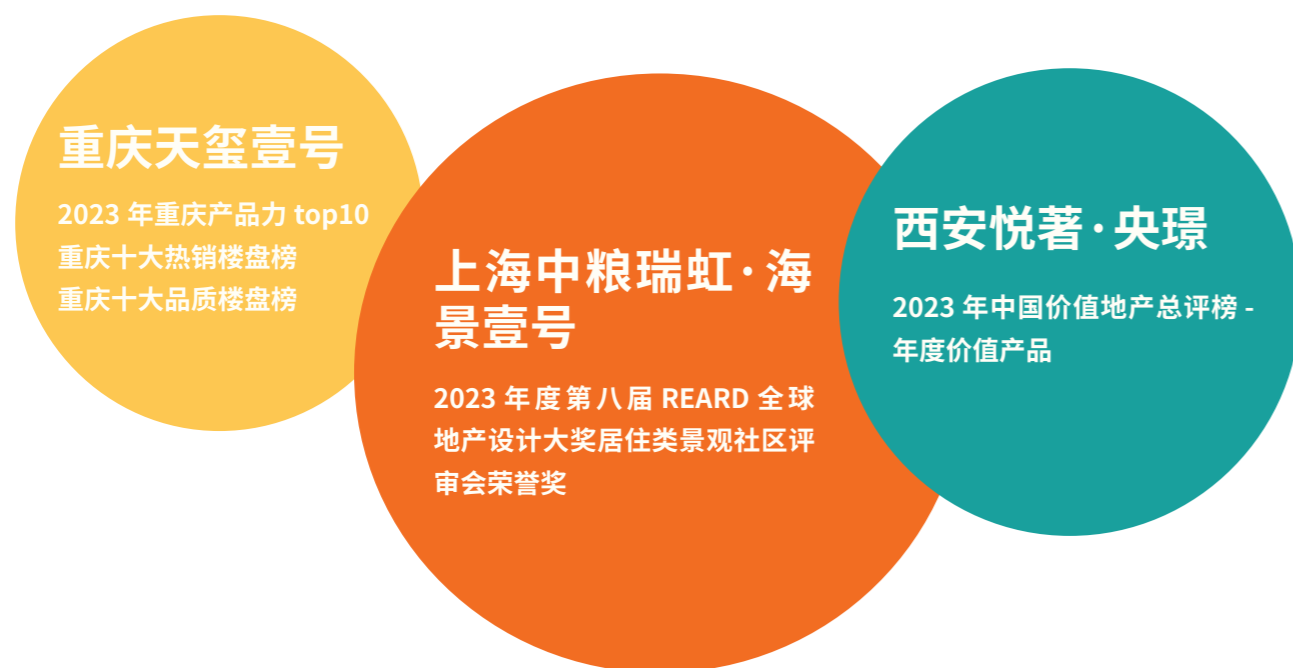 重庆天玺壹号
2023 年重庆产品力 top10
重庆十大热销楼盘榜
重庆十大品质楼盘榜
上海中粮瑞虹·海
景壹号
2023 年度第八届 REARD 全球
地产设计大奖居住类景观社区评
审会荣誉奖
西安悦著·央璟
2023 年中国价值地产总评榜 -
年度价值产品